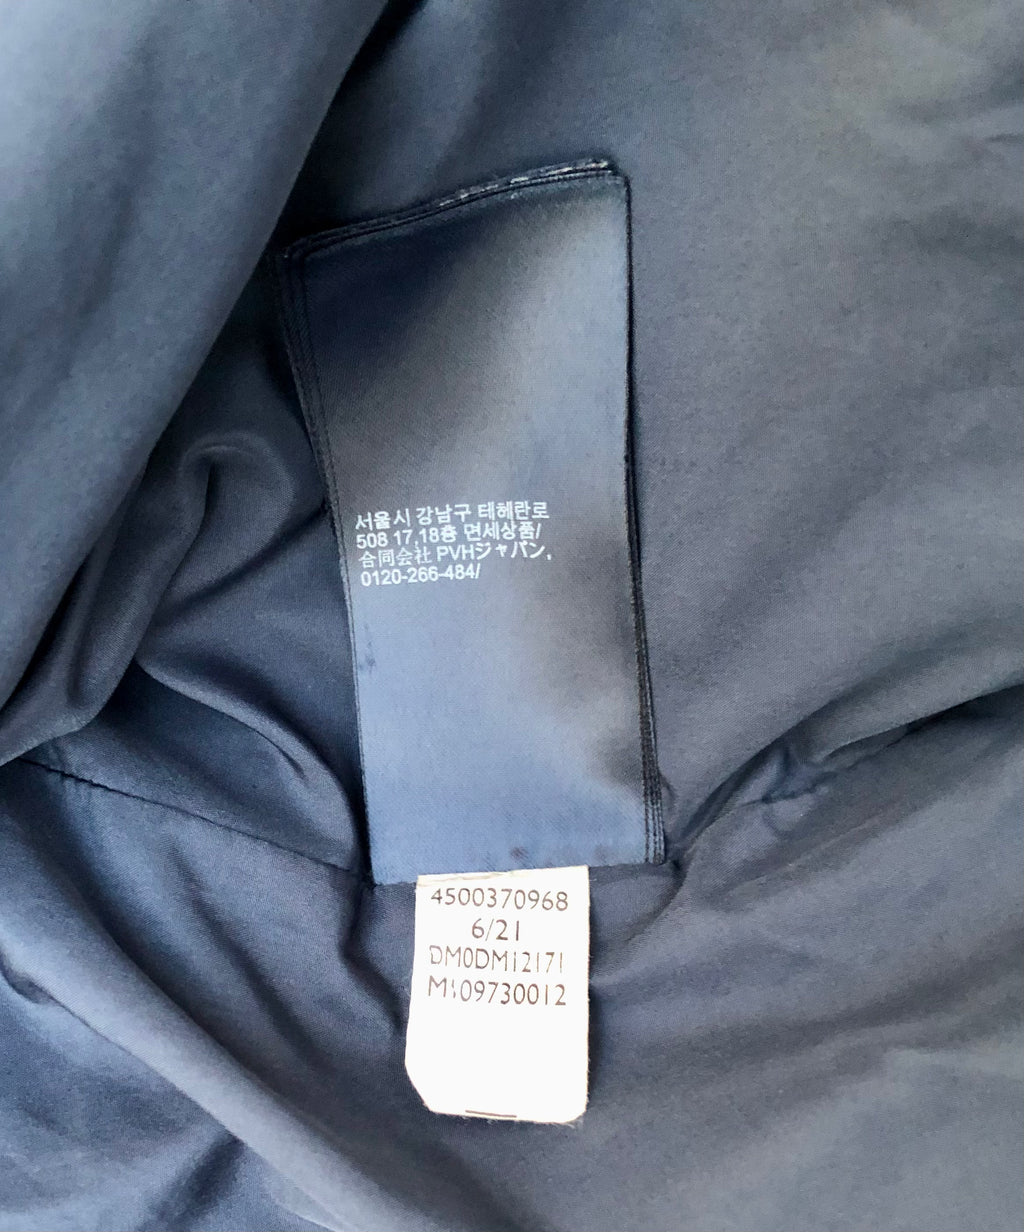 서울시 강남구 테헤란로
508 17,18층 면세상품/
合同会社 PVHジャパン,
0120-266-484/
4500370968
6/21
DM0DM12171